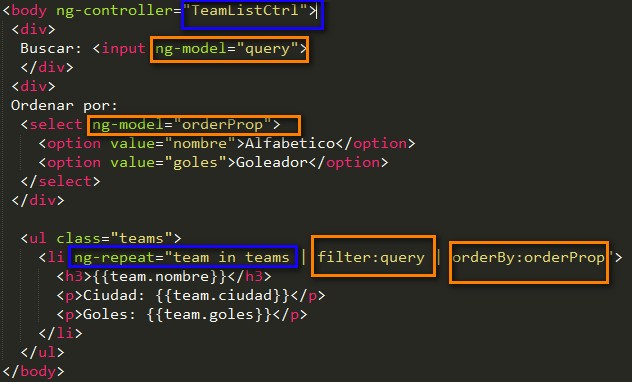 <body ng-controller="TeamListCtrl">
<div>
Buscar: <input ng-model="query">
</div>
<div>
Ordenar por:
<select ng-model="orderProp">
<option value="nombre">Alfabetico</option>
<option value="goles">Goleador</option>
</select>
</div>
<ul class="teams">
<li ng-repeat="team in teams | filter:query | orderBy:orderProp">
<h3>{{team.nombre}}</h3>
<p>Ciudad: {{team.ciudad}}</p>
<p>Goles: {{team.goles}}</p>
</li>
</ul>
</body>